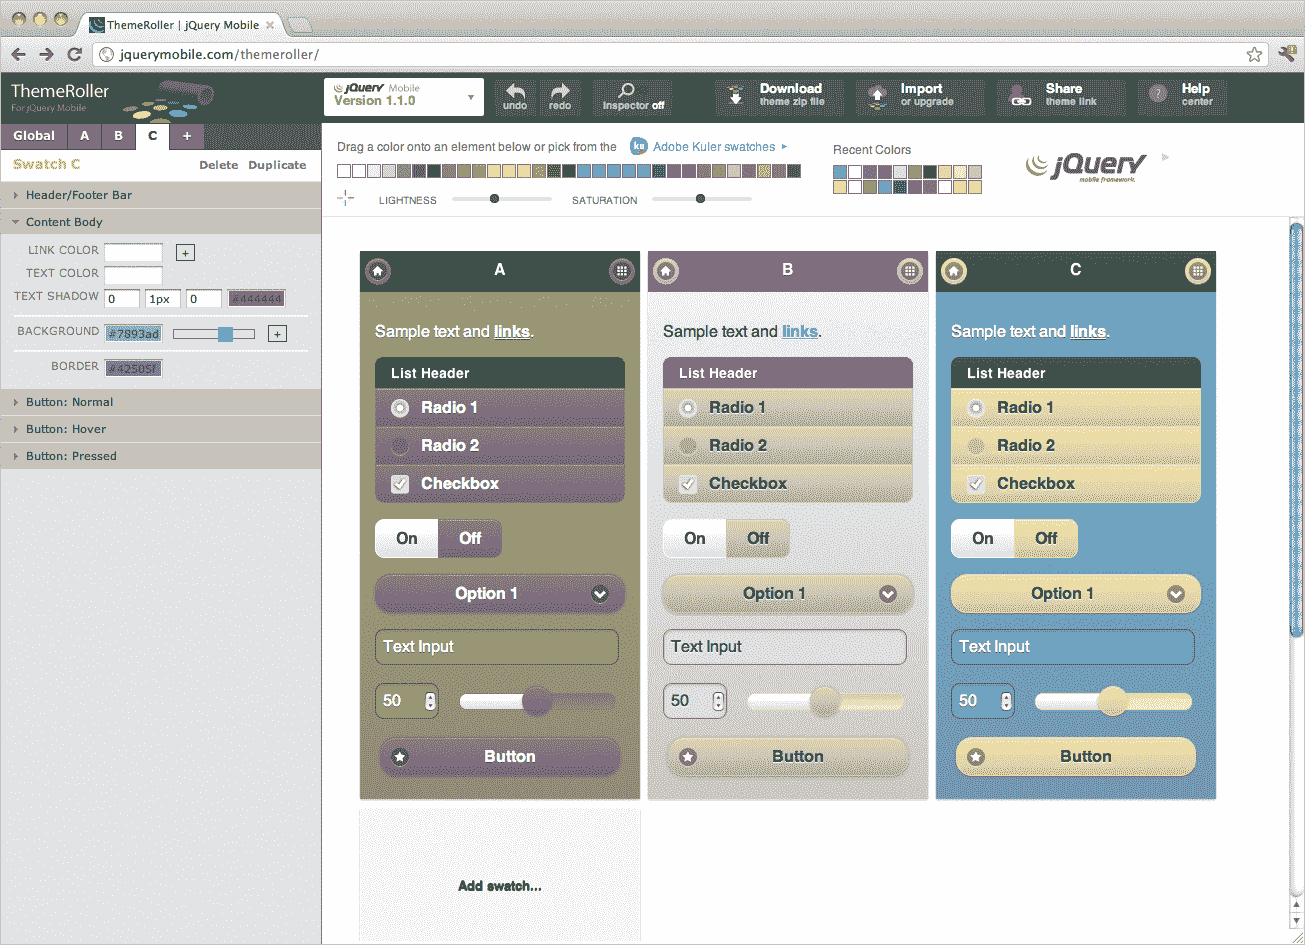 ThemeRoller | jQuery Mobile
jquerymobile.com/themeroller/
ThemeRoller
For jQuery Mobile
jQuery Mobile
Version 1.1.0
undo
redo
Inspector off
Download
theme zip file
Import
or upgrade
Share
theme link
Help
center
Global A B C +
Swatch C Delete Duplicate
Header/Footer Bar
Content Body
LINK COLOR +
TEXT COLOR
TEXT SHADOW 0 1px 0 #444444
BACKGROUND #7893ad +
BORDER #42505f
Button: Normal
Button: Hover
Button: Pressed
Drag a color onto an element below or pick from the ku Adobe Kuler swatches
LIGHTNESS SATURATION
Recent Colors
jQuery
mobile framework.
A
Sample text and links.
List Header
Radio 1
Radio 2
Checkbox
On Off
Option 1
Text Input
50
Button
B
Sample text and links.
List Header
Radio 1
Radio 2
Checkbox
On Off
Option 1
Text Input
50
Button
C
Sample text and links.
List Header
Radio 1
Radio 2
Checkbox
On Off
Option 1
Text Input
50
Button
Add swatch...